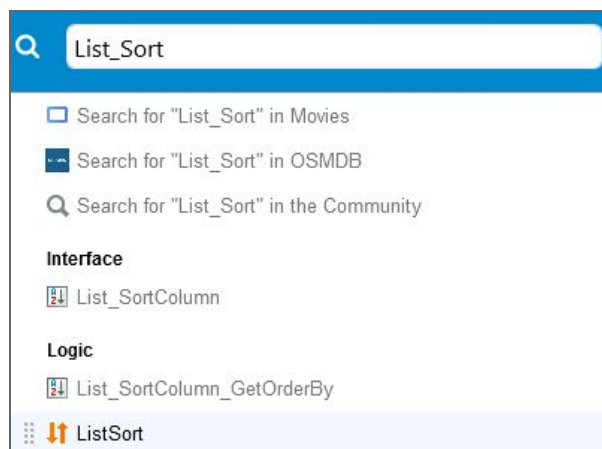 List_Sort
Search for "List_Sort" in Movies
Search for "List_Sort" in OSMDB
Search for "List_Sort" in the Community
Interface
List_SortColumn
Logic
List_SortColumn_GetOrderBy
ListSort